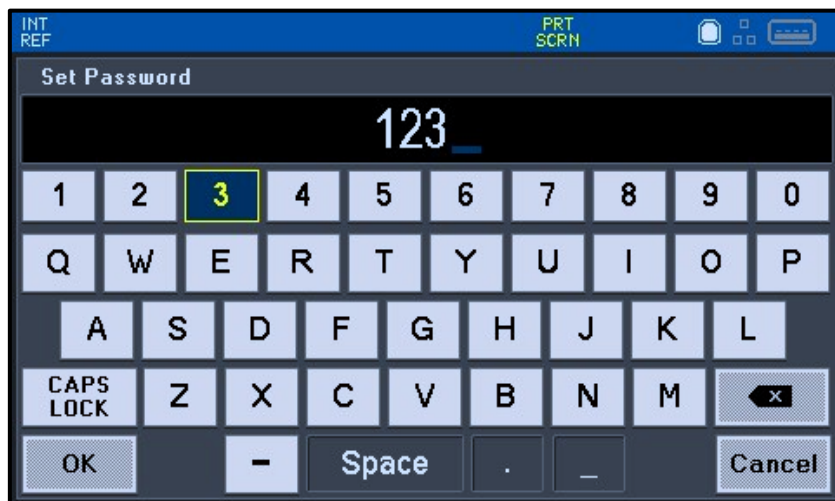 INT PRT
REF SCRN
Set Password
123_
1 2 3 4 5 6 7 8 9 0
Q W E R T Y U I O P
A S D F G H J K L
CAPS
LOCK Z X C V B N M
OK - Space . _ Cancel